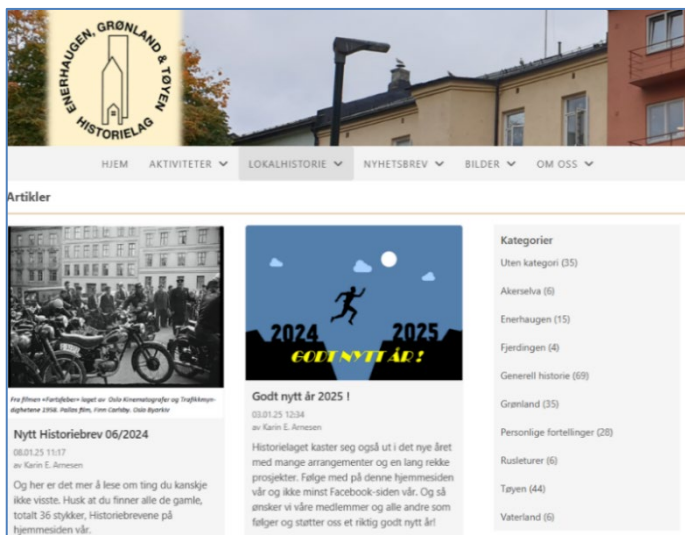 ENERHAUGEN, GRØNLAND & TØYEN
HISTORIELAG
HJEM AKTIVITETER LOKALHISTORIE NYHETSBREV BILDER OM OSS
Artikler
Fra filmen «Fartsfeber» laget av Oslo Kinematografer og Trafikkmyn-
dighetene 1958. Pallas film, Finn Carlsby. Oslo Byarkiv
Nytt Historiebrev 06/2024
08.01.25 11:17
av Karin E. Arnesen
Og her er det mer å lese om ting du kanskje
ikke visste. Husk at du finner alle de gamle,
totalt 36 stykker, Historiebrevene på
hjemmesiden vår.
2024 2025
GODT NYTT ÅR !
Godt nytt år 2025 !
03.01.25 12:34
av Karin E. Arnesen
Historielaget kaster seg også ut i det nye året
med mange arrangementer og en lang rekke
prosjekter. Følge med på denne hjemmesiden
vår og ikke minst Facebook-siden vår. Og så
ønsker vi våre medlemmer og alle andre som
følger og støtter oss et riktig godt nytt år!
Kategorier
Uten kategori (35)
Akerselva (6)
Enerhaugen (15)
Fjerdingen (4)
Generell historie (69)
Grønland (35)
Personlige fortellinger (28)
Rusleturer (6)
Tøyen (44)
Vaterland (6)